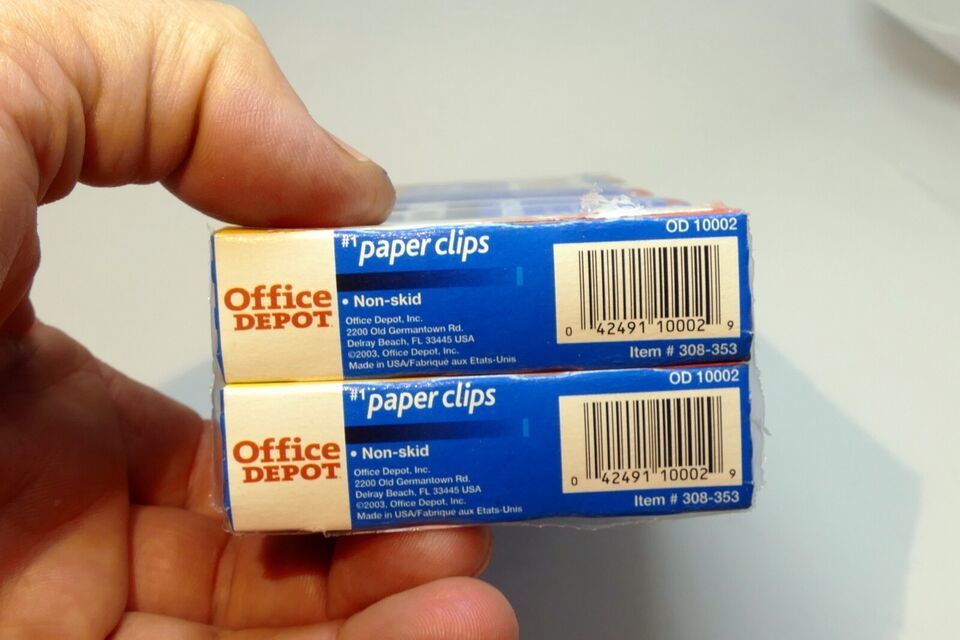 Office
DEPOT
#1 paper clips
• Non-skid
Office Depot, Inc.
2200 Old Germantown Rd.
Delray Beach, FL 33445 USA
©2003, Office Depot, Inc.
Made in USA/Fabriqué aux Etats-Unis
OD 10002
0 42491 10002 9
Item # 308-353
Office
DEPOT
#1 paper clips
• Non-skid
Office Depot, Inc.
2200 Old Germantown Rd.
Delray Beach, FL 33445 USA
©2003, Office Depot, Inc.
Made in USA/Fabriqué aux Etats-Unis
OD 10002
0 42491 10002 9
Item # 308-353